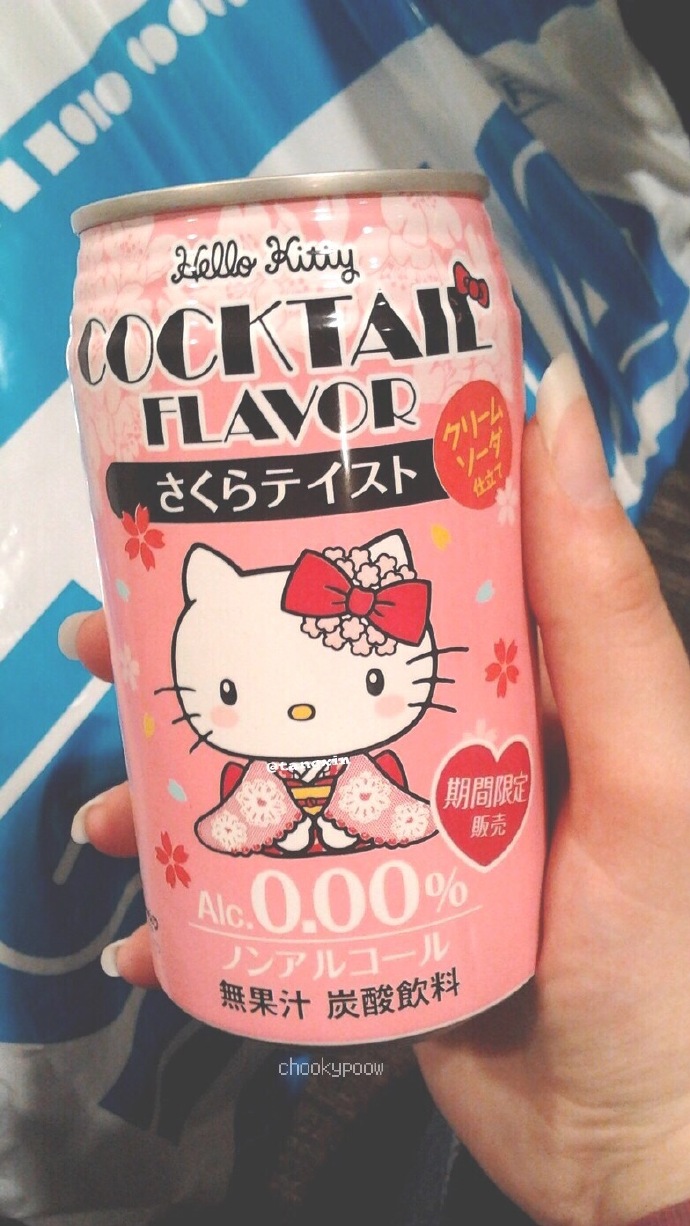 Hello Kitty
COCKTAIL
FLAVOR
さくらテイスト
クリーム
ソーダ
仕立て
期間限定
販売
Alc.0.00%
ノンアルコール
無果汁 炭酸飲料
chookypoow